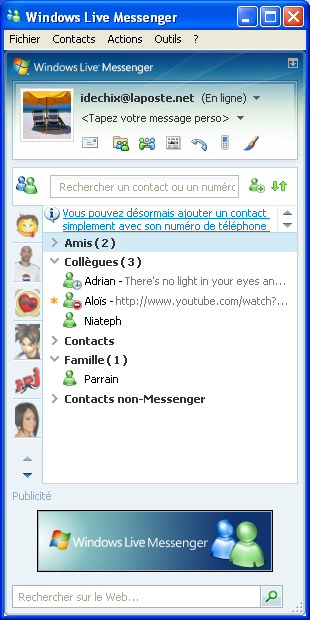 Windows Live Messenger
Fichier Contacts Actions Outils ?
Windows Live Messenger
idechix@laposte.net (En ligne)
<Tapez votre message perso>
Rechercher un contact ou un numéro
Vous pouvez désormais ajouter un contact
simplement avec son numéro de téléphone
Amis ( 2 )
Collègues ( 3 )
Adrian - There's no light in your eyes an...
Aloïs - http://www.youtube.com/watch?...
Niateph
Contacts
Famille ( 1 )
Parrain
Contacts non-Messenger
NRJ
Publicité
Windows Live Messenger
Rechercher sur le Web...